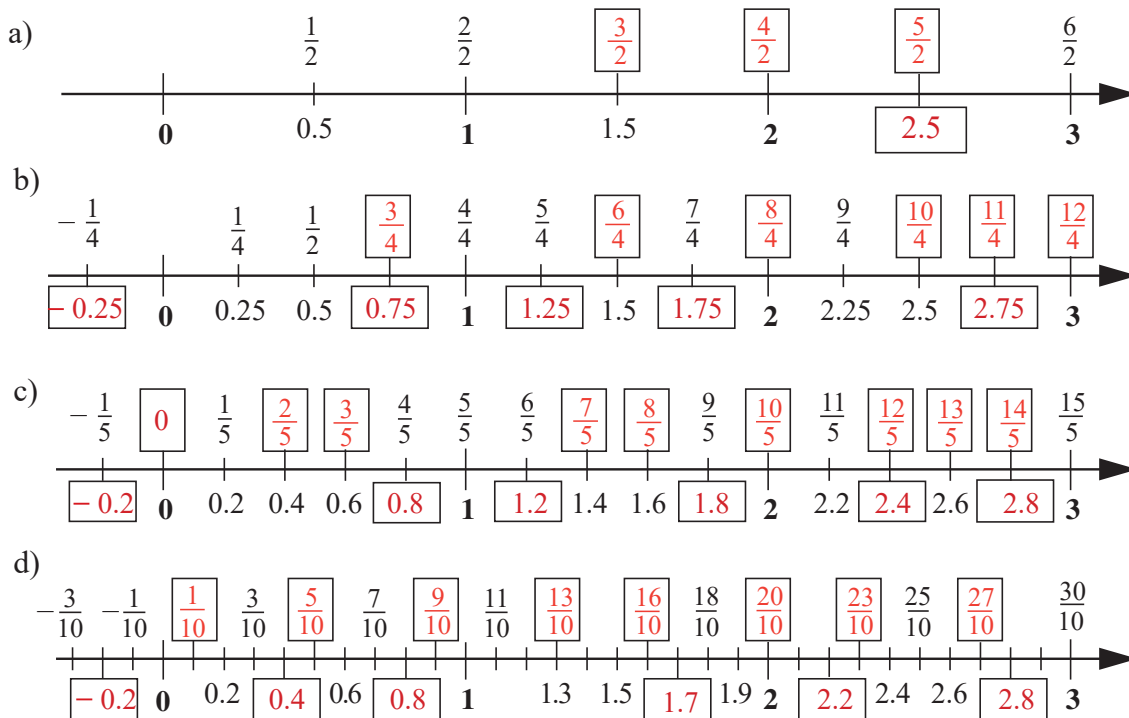 a)
1/2 2/2 3/2 4/2 5/2 6/2
0 0.5 1 1.5 2 2.5 3
b)
− 1/4 1/4 1/2 3/4 4/4 5/4 6/4 7/4 8/4 9/4 10/4 11/4 12/4
− 0.25 0 0.25 0.5 0.75 1 1.25 1.5 1.75 2 2.25 2.5 2.75 3
c)
− 1/5 0 1/5 2/5 3/5 4/5 5/5 6/5 7/5 8/5 9/5 10/5 11/5 12/5 13/5 14/5 15/5
− 0.2 0 0.2 0.4 0.6 0.8 1 1.2 1.4 1.6 1.8 2 2.2 2.4 2.6 2.8 3
d)
− 3/10 − 1/10 1/10 3/10 5/10 7/10 9/10 11/10 13/10 16/10 18/10 20/10 23/10 25/10 27/10 30/10
− 0.2 0 0.2 0.4 0.6 0.8 1 1.3 1.5 1.7 1.9 2 2.2 2.4 2.6 2.8 3